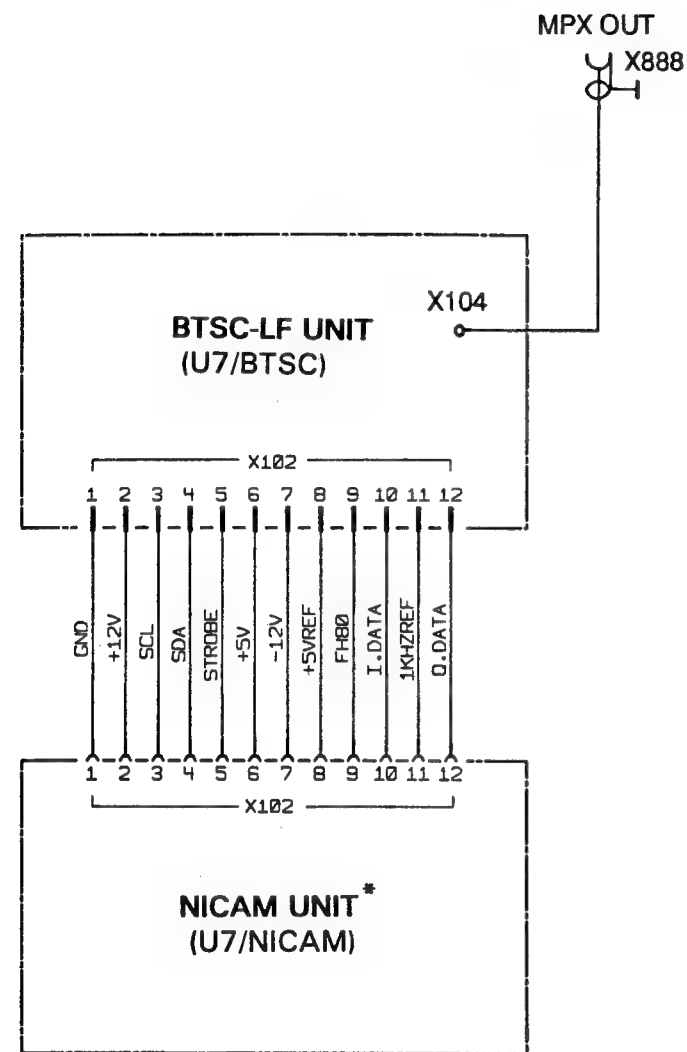 MPX OUT
X888
X104
BTSC-LF UNIT
(U7/BTSC)
X102
1 2 3 4 5 6 7 8 9 10 11 12
GND
+12V
SCL
SDA
STROBE
+5V
-12V
+5VREF
FH80
I.DATA
1KHZREF
Q.DATA
1 2 3 4 5 6 7 8 9 10 11 12
X102
NICAM UNIT*
(U7/NICAM)